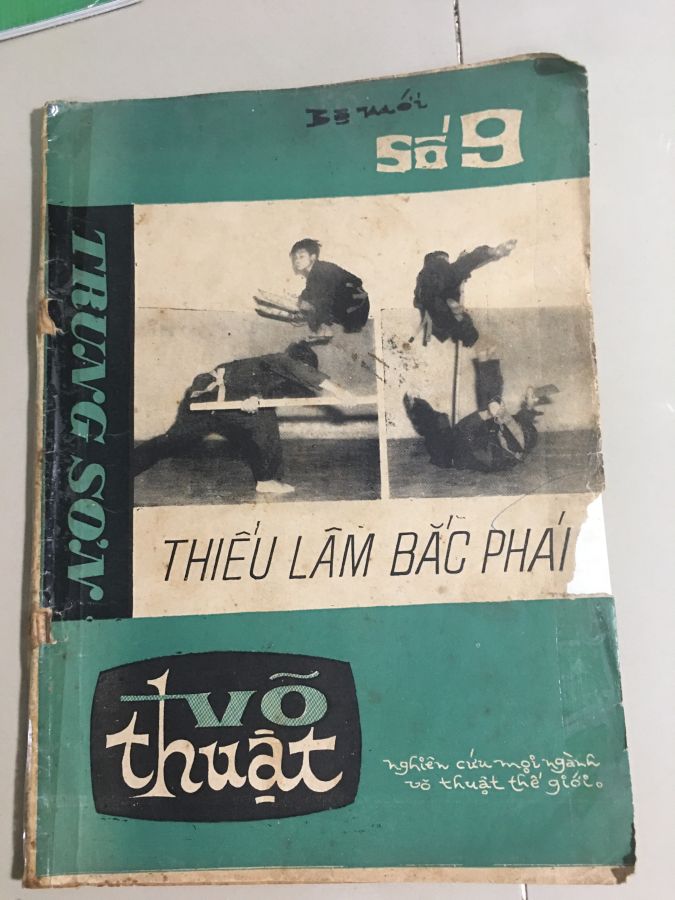 Bộ mới
Số 9
TRUNG SƠN
THIẾU LÂM BẮC PHÁI
võ
thuật
nghiên cứu mọi ngành
võ thuật thế giới.